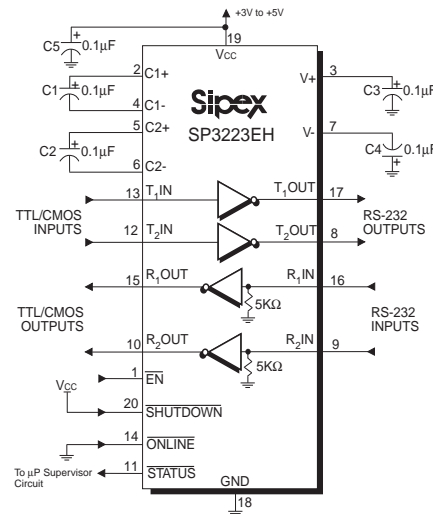 +3V to +5V
C5
+
0.1µF
19
VCC
2
C1+
C1
+
0.1µF
4
C1-
5
C2+
C2
+
0.1µF
6
C2-
V+
3
C3
+
0.1µF
V-
7
C4
0.1µF
+
Sipex
SP3223EH
TTL/CMOS
INPUTS
13
T1IN
T1OUT
17
12
T2IN
T2OUT
8
RS-232
OUTPUTS
TTL/CMOS
OUTPUTS
15
R1OUT
R1IN
16
5KΩ
10
R2OUT
R2IN
9
5KΩ
RS-232
INPUTS
1
EN
VCC
20
SHUTDOWN
14
ONLINE
To µP Supervisor
Circuit
11
STATUS
GND
18